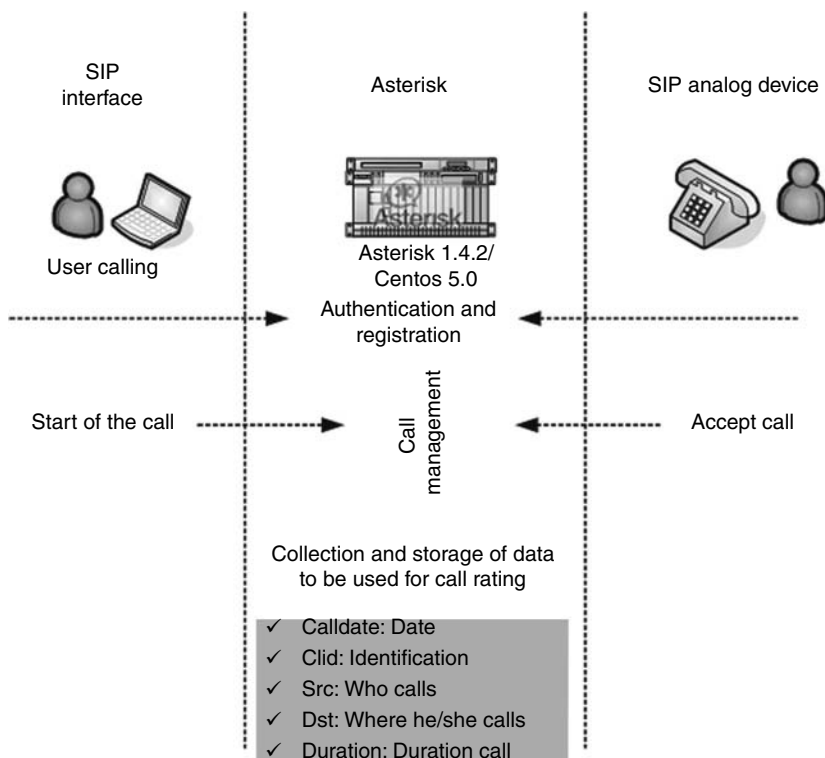 SIP
interface
Asterisk
SIP analog device
Asterisk
User calling
Asterisk 1.4.2/
Centos 5.0
Authentication and
registration
Start of the call
Call
management
Accept call
Collection and storage of data
to be used for call rating
✓ Calldate: Date
✓ Clid: Identification
✓ Src: Who calls
✓ Dst: Where he/she calls
✓ Duration: Duration call